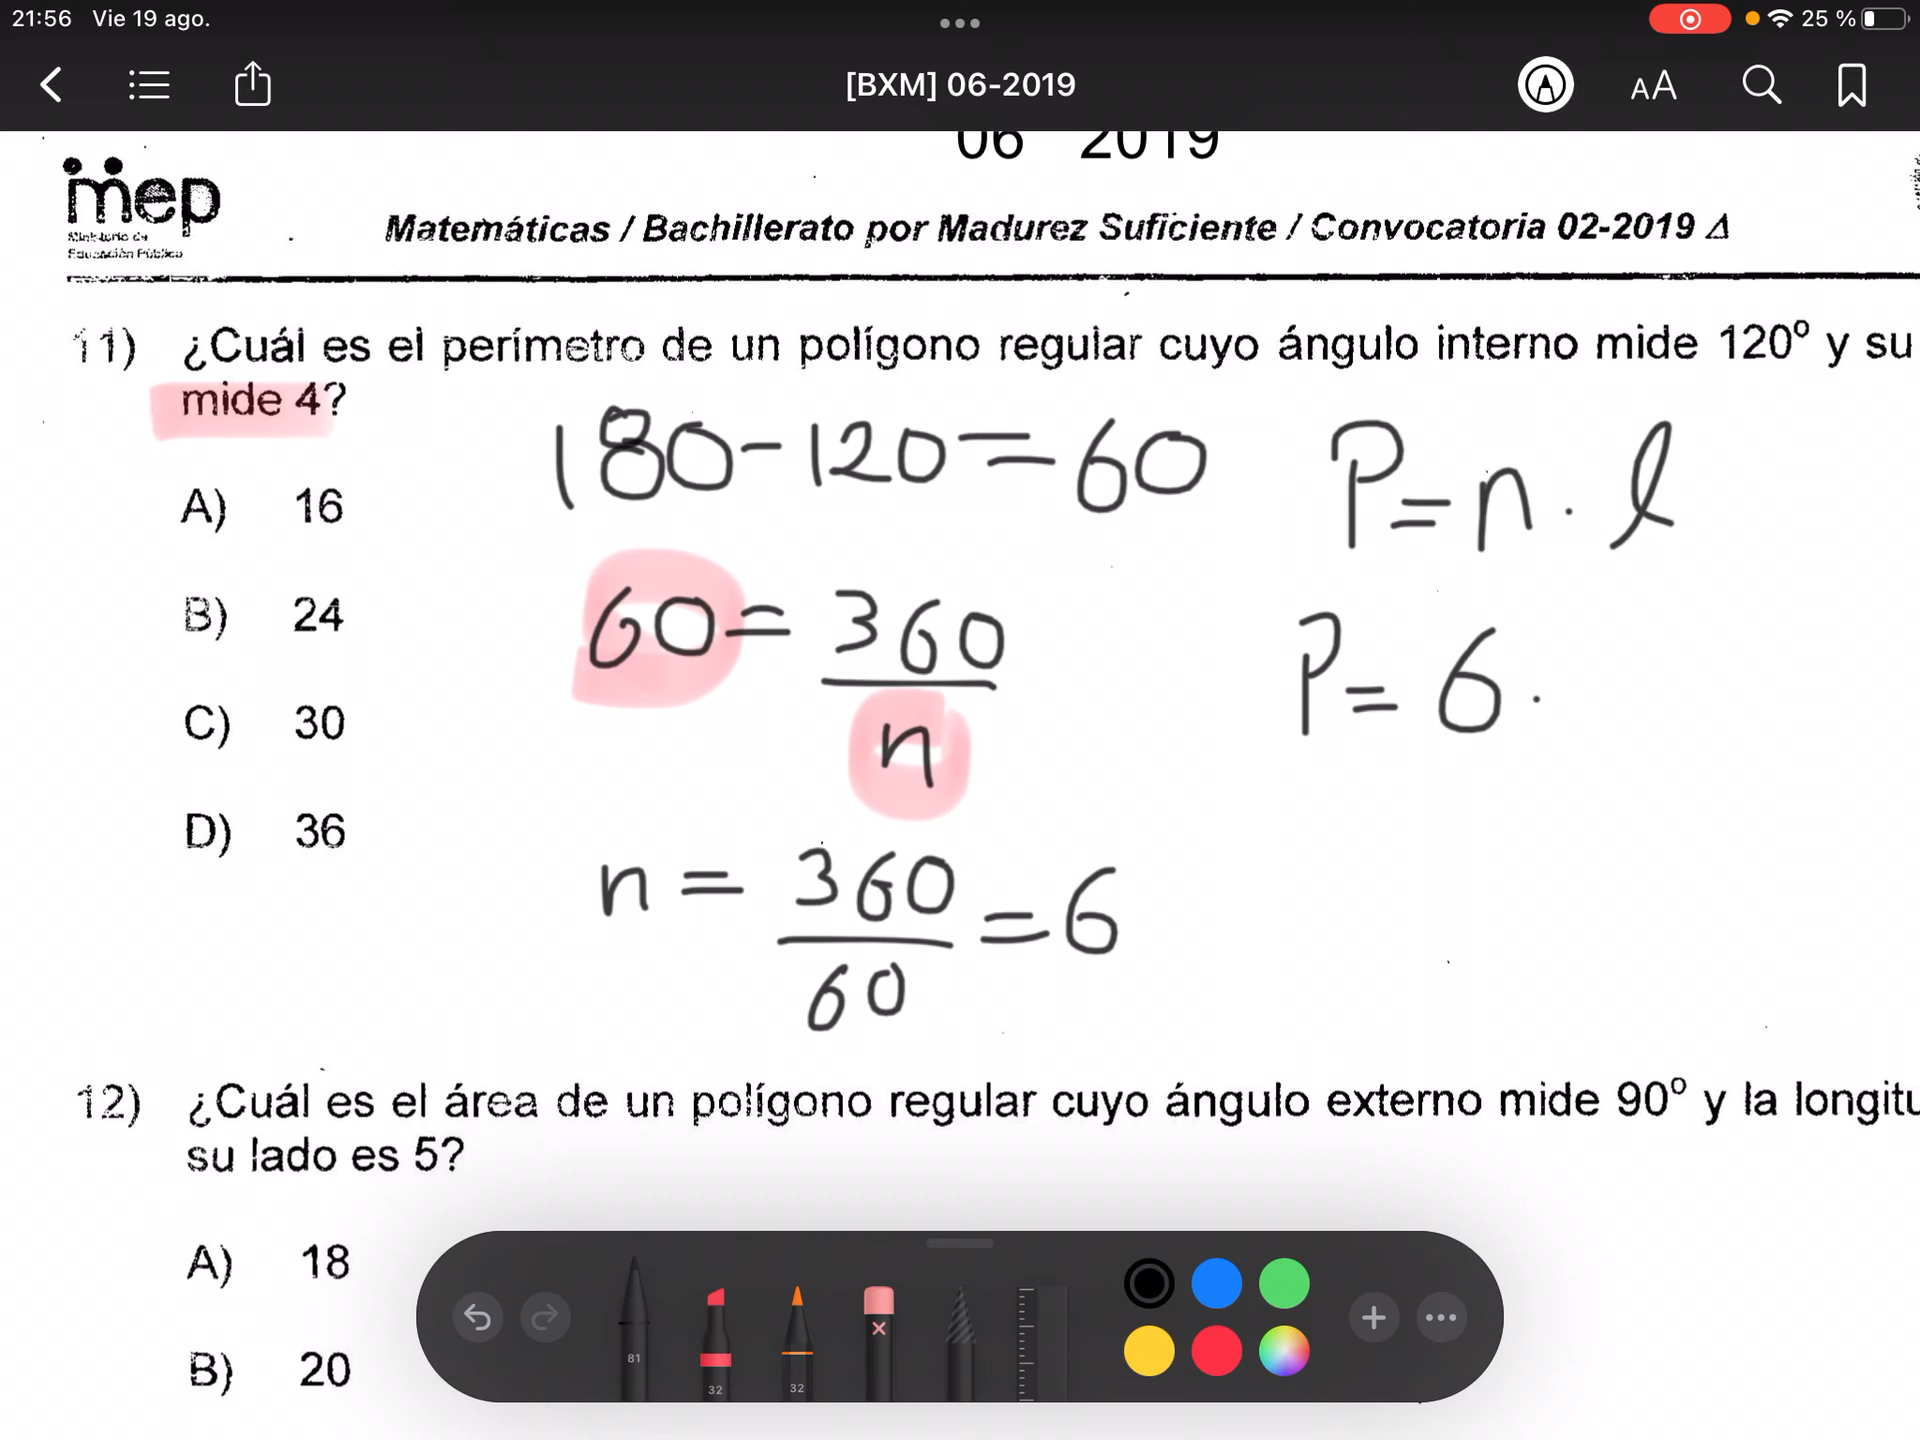 21:56 Vie 19 ago.
25 %
[BXM] 06-2019
AA
06 2019
mep
Ministerio de
Educación Pública
Matemáticas / Bachillerato por Madurez Suficiente / Convocatoria 02-2019 Δ
11) ¿Cuál es el perímetro de un polígono regular cuyo ángulo interno mide 120º y su
mide 4?
180-120=60
P=n·l
A) 16
B) 24
60=360/n
P=6·
C) 30
D) 36
n=360/60=6
12) ¿Cuál es el área de un polígono regular cuyo ángulo externo mide 90º y la longitu
su lado es 5?
A) 18
B) 20
81
32
32